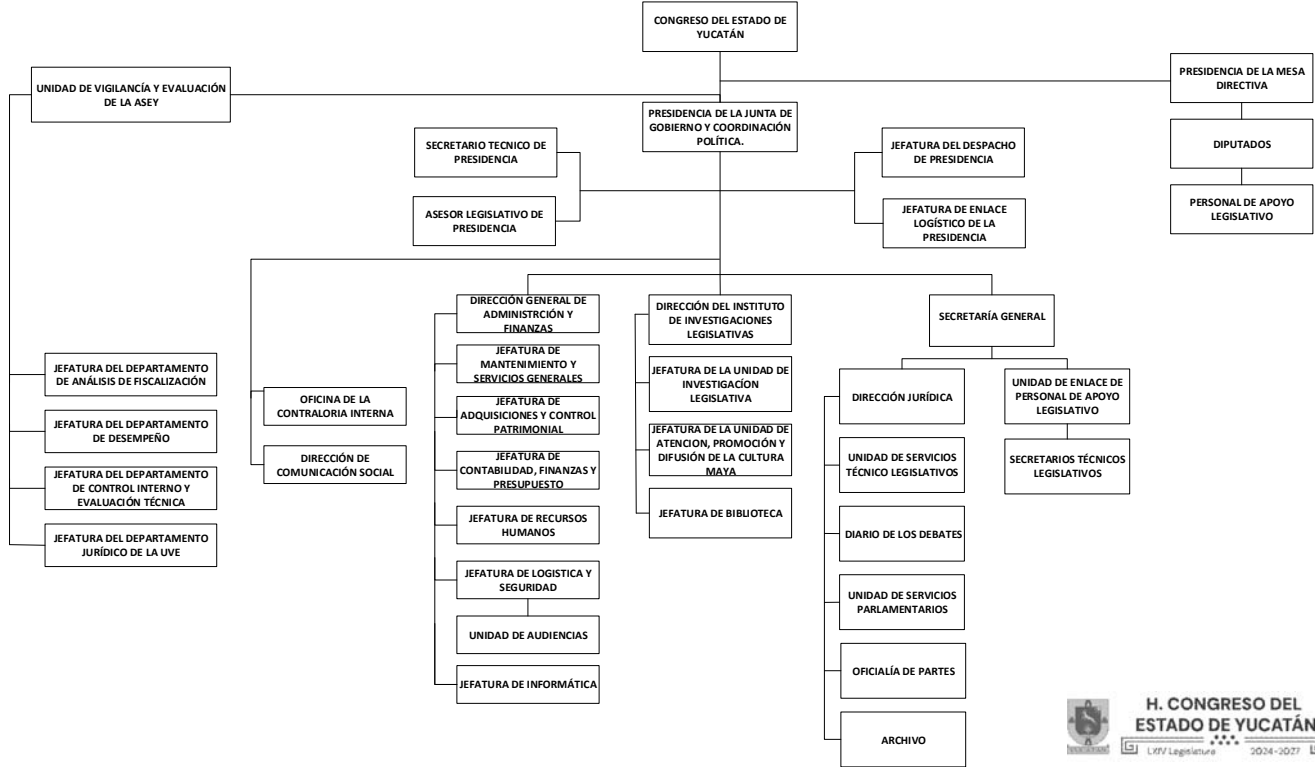 CONGRESO DEL ESTADO DE
YUCATÁN
UNIDAD DE VIGILANCÍA Y EVALUACIÓN
DE LA ASEY
PRESIDENCIA DE LA MESA
DIRECTIVA
PRESIDENCIA DE LA JUNTA DE
GOBIERNO Y COORDINACIÓN
POLÍTICA.
DIPUTADOS
PERSONAL DE APOYO
LEGISLATIVO
SECRETARIO TECNICO DE
PRESIDENCIA
JEFATURA DEL DESPACHO
DE PRESIDENCIA
ASESOR LEGISLATIVO DE
PRESIDENCIA
JEFATURA DE ENLACE
LOGÍSTICO DE LA
PRESIDENCIA
JEFATURA DEL DEPARTAMENTO
DE ANÁLISIS DE FISCALIZACIÓN
JEFATURA DEL DEPARTAMENTO
DE DESEMPEÑO
JEFATURA DEL DEPARTAMENTO
DE CONTROL INTERNO Y
EVALUACIÓN TÉCNICA
JEFATURA DEL DEPARTAMENTO
JURÍDICO DE LA UVE
OFICINA DE LA
CONTRALORIA INTERNA
DIRECCIÓN DE
COMUNICACIÓN SOCIAL
DIRECCIÓN GENERAL DE
ADMINISTRCIÓN Y
FINANZAS
JEFATURA DE
MANTENIMIENTO Y
SERVICIOS GENERALES
JEFATURA DE
ADQUISICIONES Y CONTROL
PATRIMONIAL
JEFATURA DE
CONTABILIDAD, FINANZAS Y
PRESUPUESTO
JEFATURA DE RECURSOS
HUMANOS
JEFATURA DE LOGISTICA Y
SEGURIDAD
UNIDAD DE AUDIENCIAS
JEFATURA DE INFORMÁTICA
DIRECCIÓN DEL INSTITUTO
DE INVESTIGACIONES
LEGISLATIVAS
JEFATURA DE LA UNIDAD DE
INVESTIGACÍON
LEGISLATIVA
JEFATURA DE LA UNIDAD DE
ATENCION, PROMOCIÓN Y
DIFUSIÓN DE LA CULTURA
MAYA
JEFATURA DE BIBLIOTECA
SECRETARÍA GENERAL
DIRECCIÓN JURÍDICA
UNIDAD DE SERVICIOS
TÉCNICO LEGISLATIVOS
DIARIO DE LOS DEBATES
UNIDAD DE SERVICIOS
PARLAMENTARIOS
OFICIALÍA DE PARTES
ARCHIVO
UNIDAD DE ENLACE DE
PERSONAL DE APOYO
LEGISLATIVO
SECRETARIOS TÉCNICOS
LEGISLATIVOS
H. CONGRESO DEL
ESTADO DE YUCATÁN
YUCATÁN
LXIV Legislatura 2024-2027